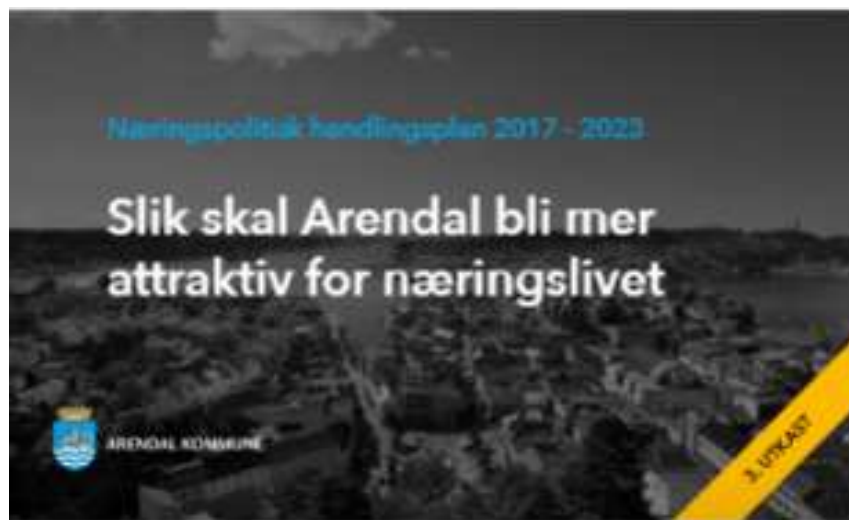 Næringspolitisk handlingsplan 2017 - 2023
Slik skal Arendal bli mer
attraktiv for næringslivet
ARENDAL KOMMUNE
3. UTKAST